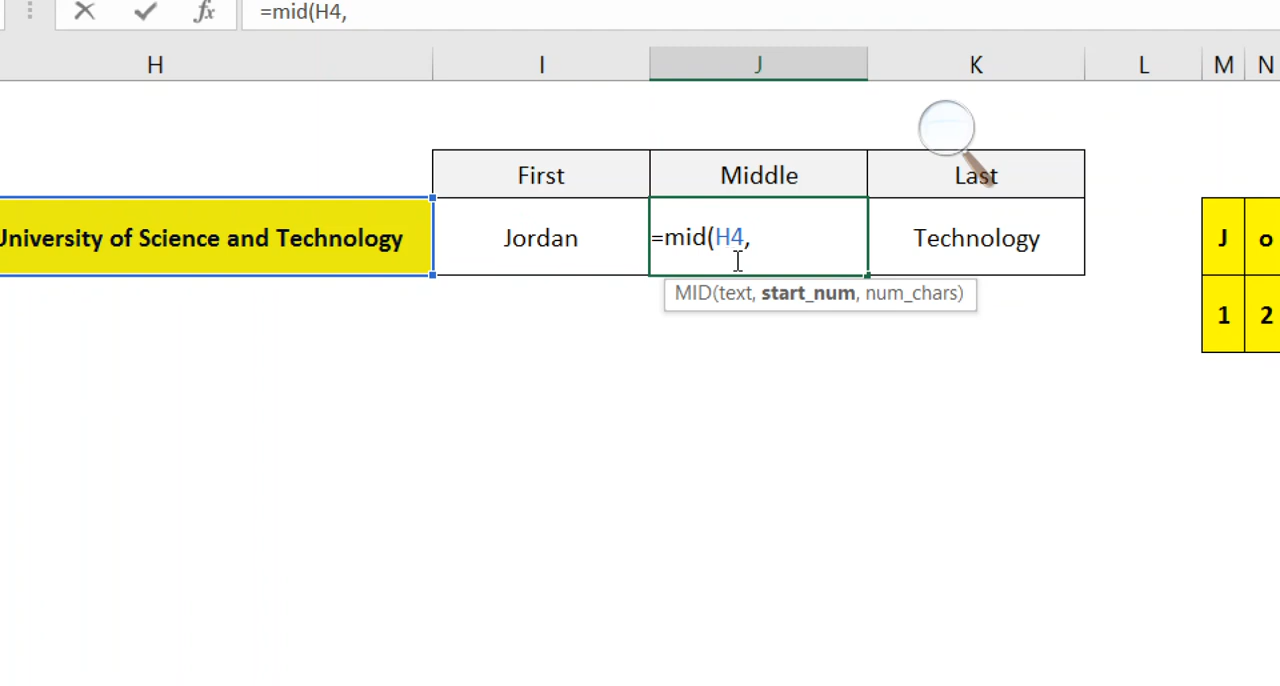 =mid(H4,
H I J K L M N
First Middle Last
University of Science and Technology Jordan =mid(H4, Technology J o
MID(text, start_num, num_chars)
1 2